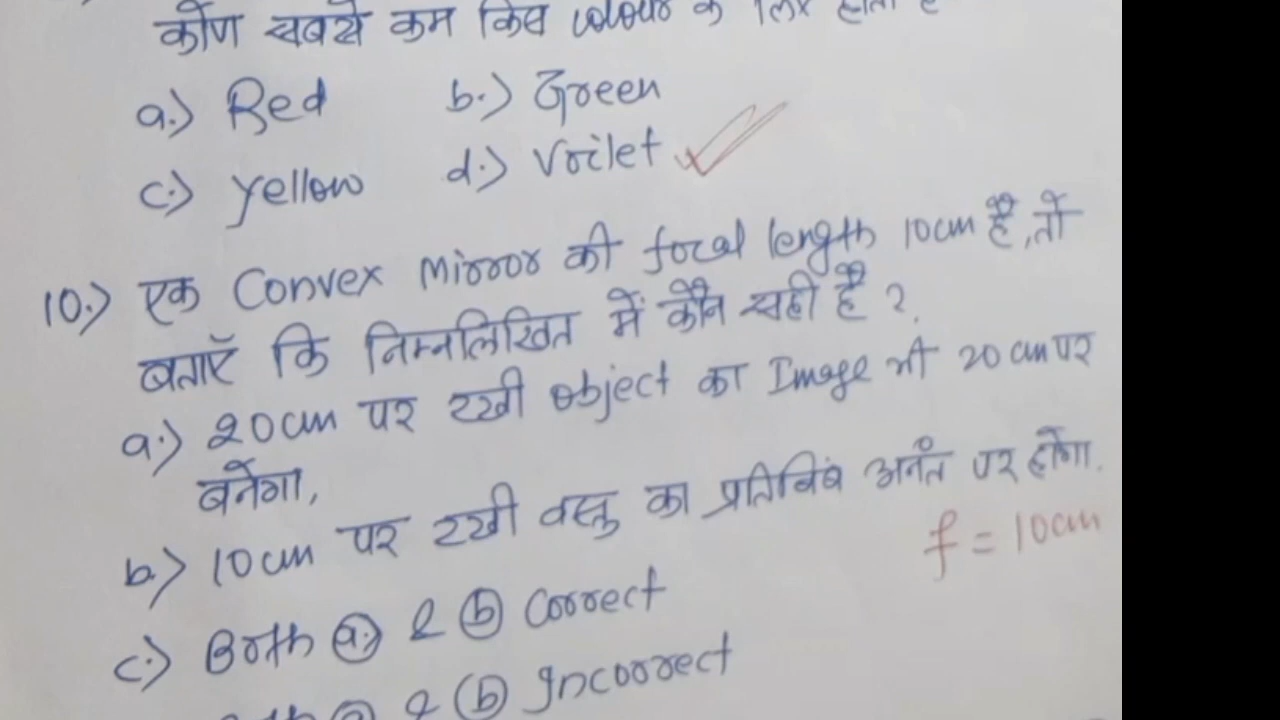 कोण सबसे कम किस colour के लिए होता है
a.) Red b.) Green
c.) yellow d.) Voilet
10.) एक Convex Mirror की focal length 10cm है, तो
बताएँ कि निम्नलिखित में कौन सही है ?
a.) 20cm पर रखी object का Image भी 20cm पर
बनेगा,
b.) 10cm पर रखी वस्तु का प्रतिबिंब अनंत पर होगा.
f = 10cm
c.) Both (a.) & (b) Correct
(a) & (b) Incorrect